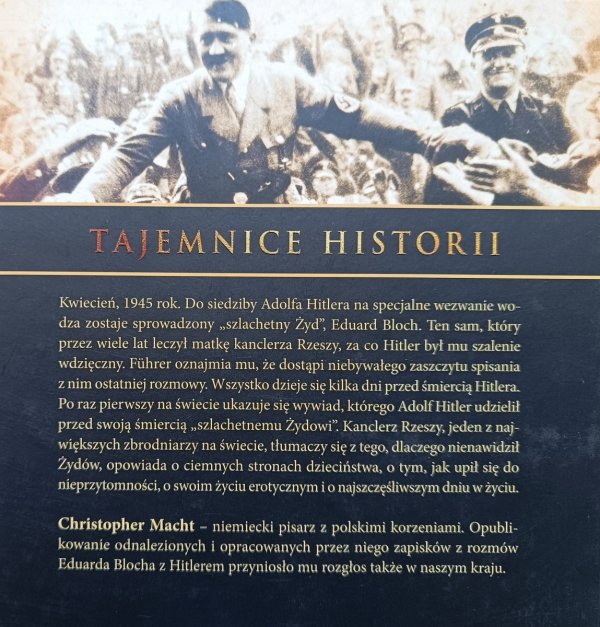 TAJEMNICE HISTORII
Kwiecień, 1945 rok. Do siedziby Adolfa Hitlera na specjalne wezwanie wo-
dza zostaje sprowadzony „szlachetny Żyd”, Eduard Bloch. Ten sam, który
przez wiele lat leczył matkę kanclerza Rzeszy, za co Hitler był mu szalenie
wdzięczny. Führer oznajmia mu, że dostąpi niebywałego zaszczytu spisania
z nim ostatniej rozmowy. Wszystko dzieje się kilka dni przed śmiercią Hitlera.
Po raz pierwszy na świecie ukazuje się wywiad, którego Adolf Hitler udzielił
przed swoją śmiercią „szlachetnemu Żydowi”. Kanclerz Rzeszy, jeden z naj-
większych zbrodniarzy na świecie, tłumaczy się z tego, dlaczego nienawidził
Żydów, opowiada o ciemnych stronach dzieciństwa, o tym, jak upił się do
nieprzytomności, o swoim życiu erotycznym i o najszczęśliwszym dniu w życiu.
Christopher Macht – niemiecki pisarz z polskimi korzeniami. Opubli-
kowanie odnalezionych i opracowanych przez niego zapisków z rozmów
Eduarda Blocha z Hitlerem przyniosło mu rozgłos także w naszym kraju.